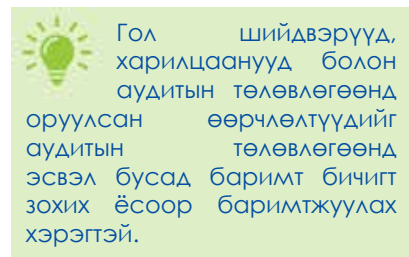 Гол шийдвэрүүд,
харилцаанууд болон
аудитын төлөвлөгөөнд
оруулсан өөрчлөлтүүдийг
аудитын төлөвлөгөөнд
эсвэл бусад баримт бичигт
зохих ёсоор баримтжуулах
хэрэгтэй.